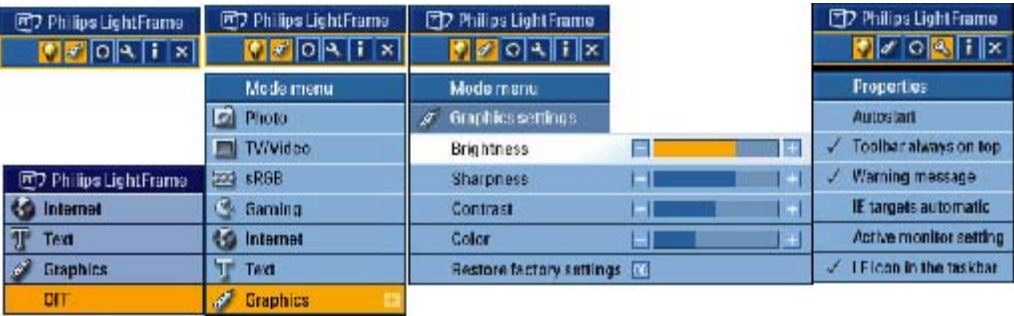 Philips LightFrame
Philips LightFrame
Internet
Text
Graphics
OFF
Philips LightFrame
Mode menu
Photo
TV/Video
sRGB
Gaming
Internet
Text
Graphics
Philips LightFrame
Mode menu
Graphics settings
Brightness
Sharpness
Contrast
Color
Restore factory settings OK
Philips LightFrame
Properties
Autostart
Toolbar always on top
Warning message
IE targets automatic
Active monitor setting
LF icon in the taskbar